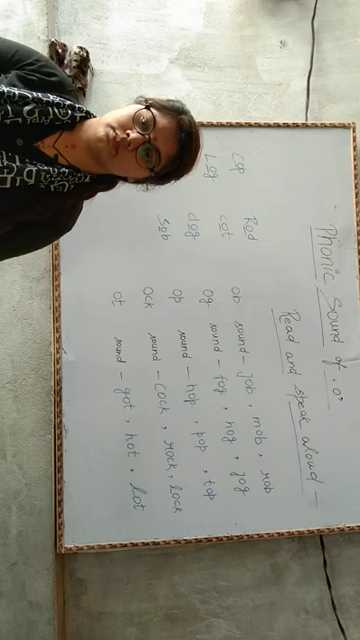 Phonic Sound of 'o'
Read and speak aloud -
Cop Rod
Log cot ob sound - job, mob, rob
dog og sound - fog, hog, jog
sob op sound - hop, pop, top
ock sound - cock, rock, lock
ot sound - got, hot, lot